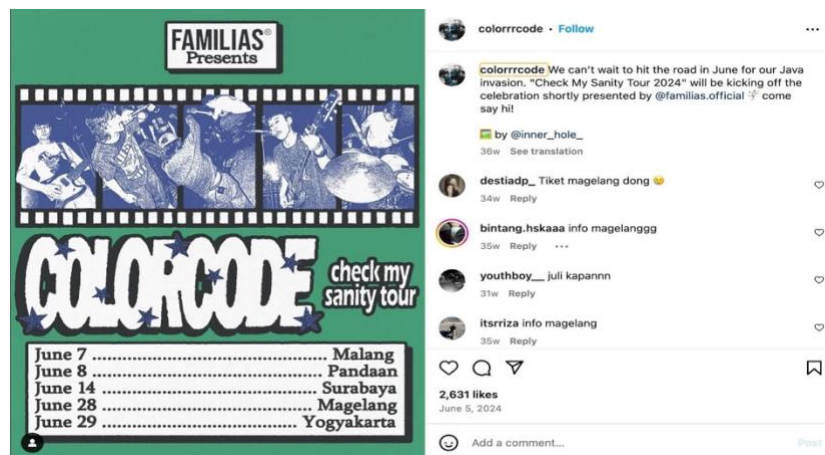 FAMILIAS®
Presents
COLORCODE
check my
sanity tour
June 7 ........................................ Malang
June 8 ........................................ Pandaan
June 14 ........................................ Surabaya
June 28 ........................................ Magelang
June 29 ........................................ Yogyakarta
colorrrcode • Follow
colorrrcode We can't wait to hit the road in June for our Java
invasion. "Check My Sanity Tour 2024" will be kicking off the
celebration shortly presented by @familias.official come
say hi!
by @inner_hole_
36w See translation
destiadp_ Tiket magelang dong 😉
34w Reply
bintang.hskaaa info magelanggg
35w Reply ...
youthboy__ juli kapannn
31w Reply
itsrriza info magelang
35w Reply
2,631 likes
June 5, 2024
Add a comment...
Post